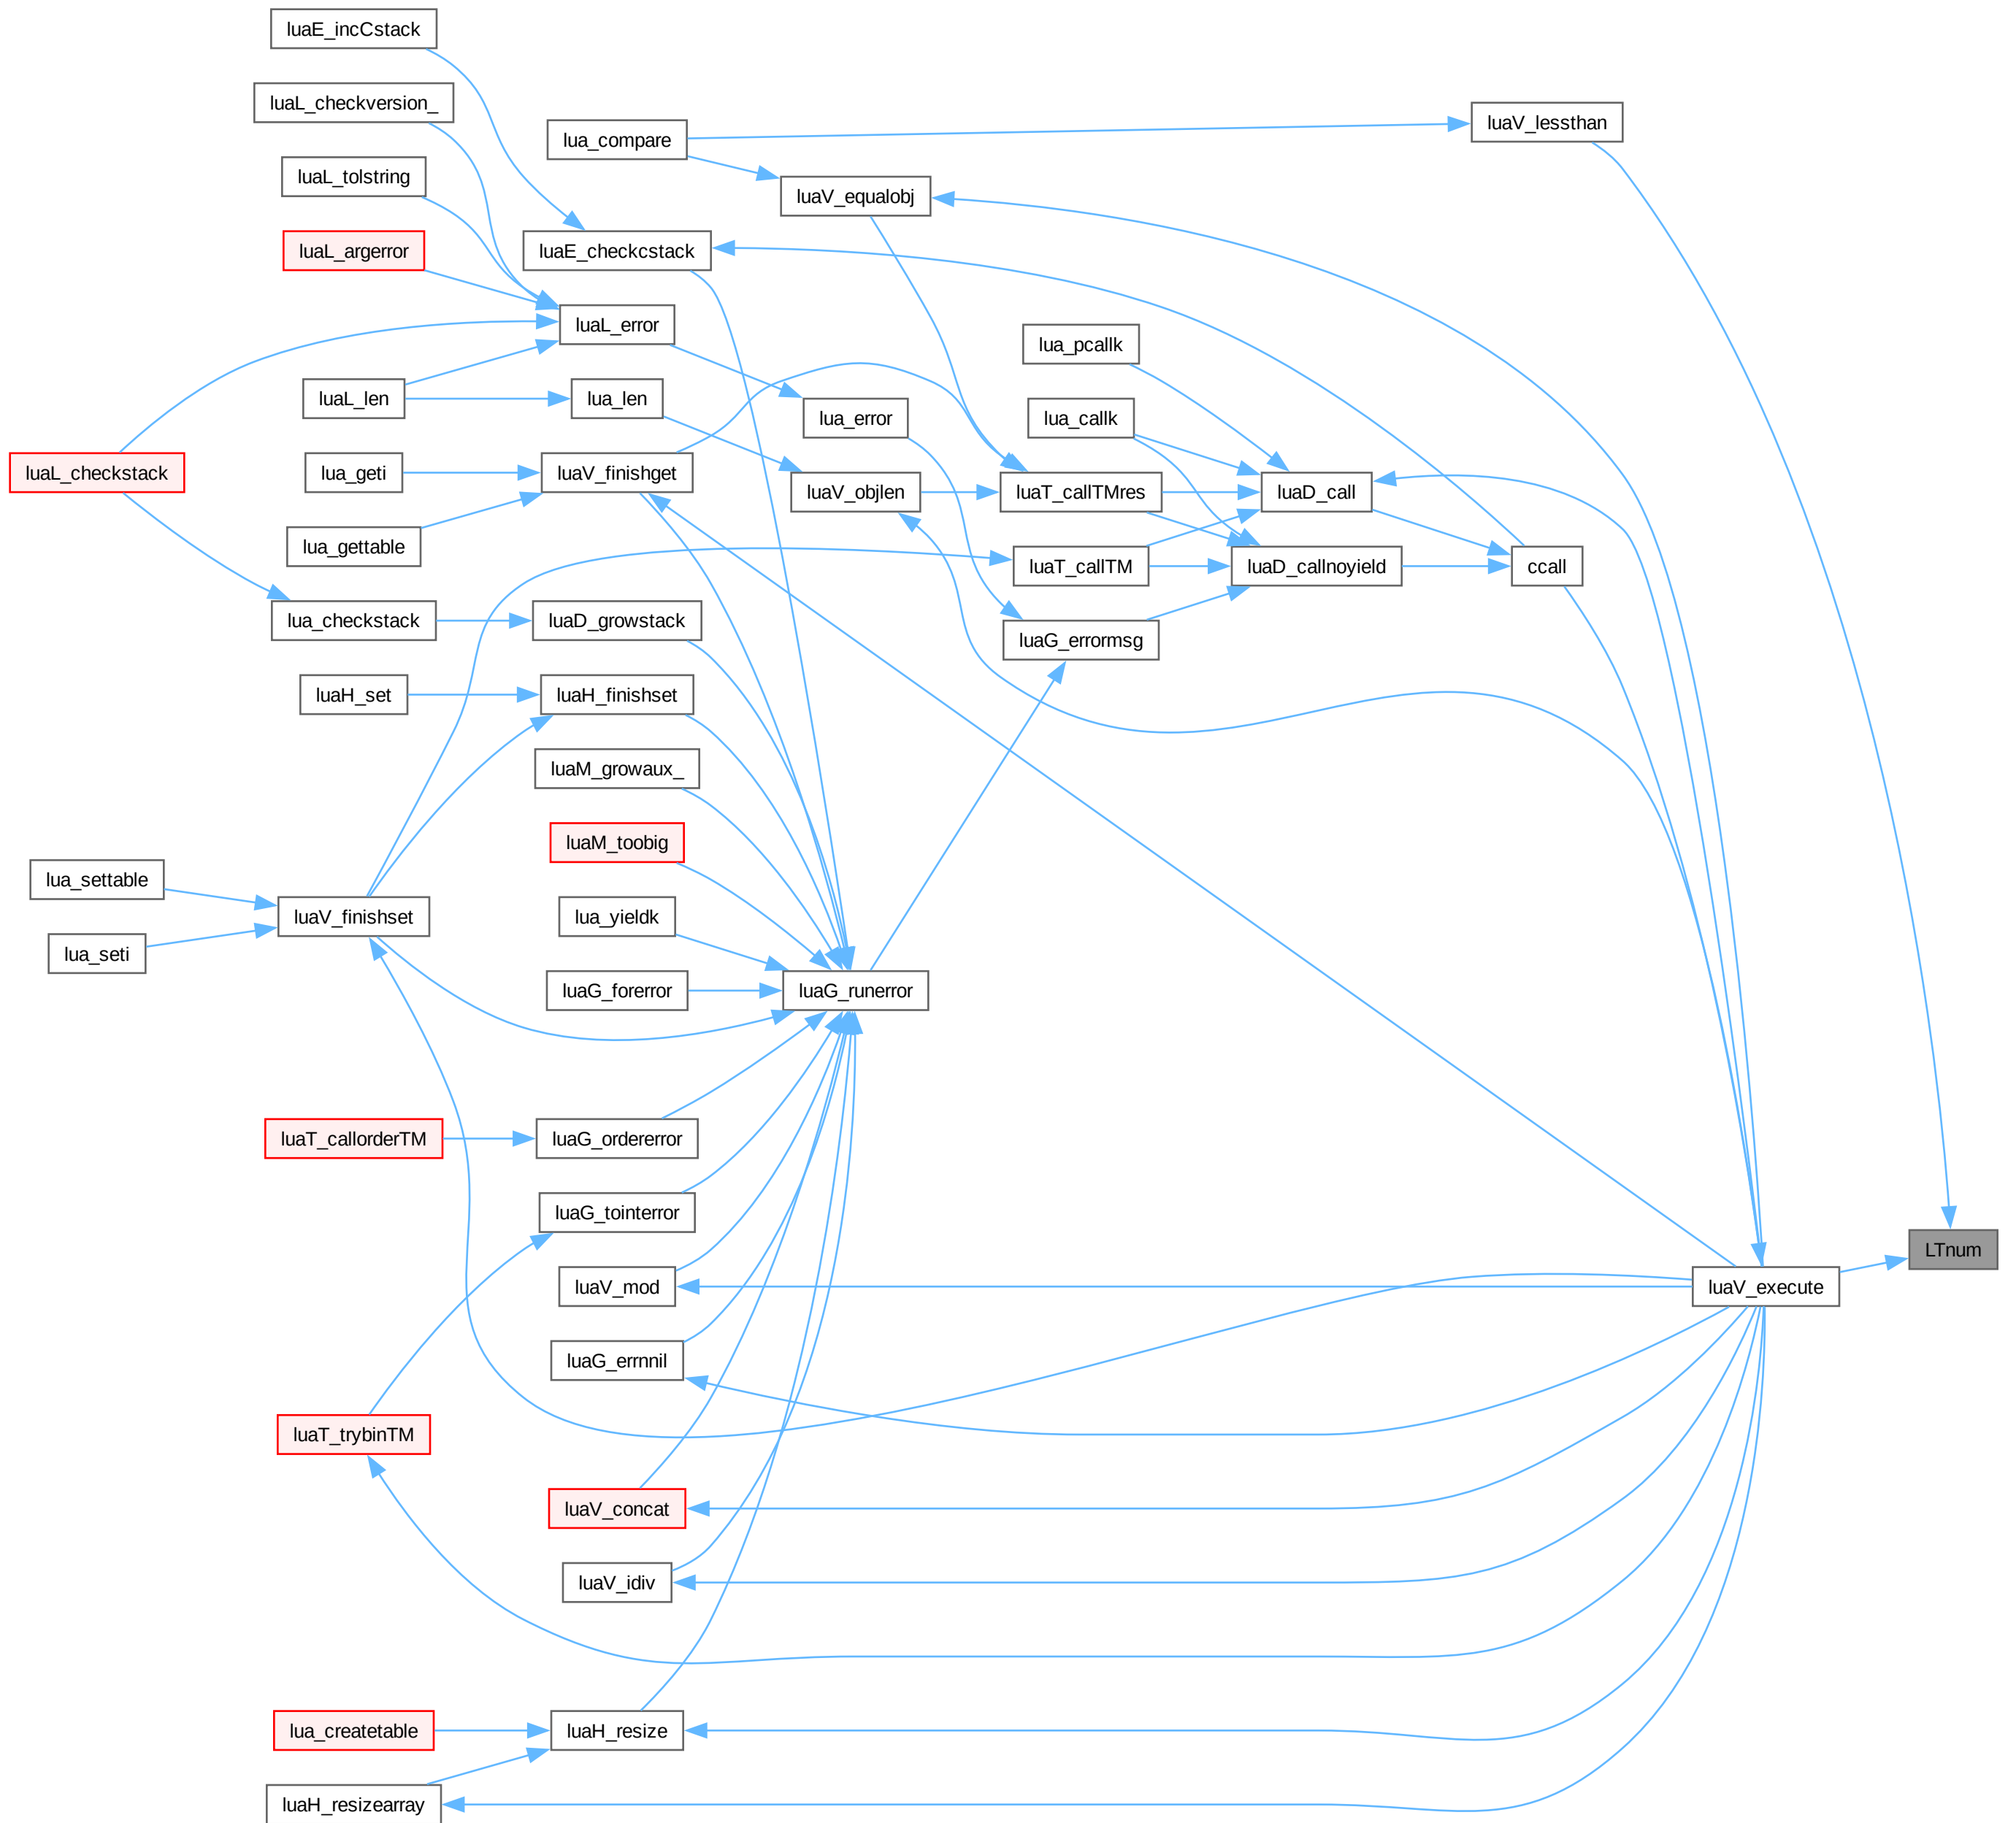 luaE_incCstack
luaL_checkversion_
luaV_lessthan
lua_compare
luaL_tolstring
luaV_equalobj
luaL_argerror
luaE_checkcstack
luaL_error
lua_pcallk
luaL_len
lua_len
lua_error
lua_callk
luaL_checkstack
lua_geti
luaV_finishget
luaV_objlen
luaT_callTMres
luaD_call
lua_gettable
luaT_callTM
luaD_callnoyield
ccall
lua_checkstack
luaD_growstack
luaG_errormsg
luaH_set
luaH_finishset
luaM_growaux_
luaM_toobig
lua_settable
luaV_finishset
lua_yieldk
lua_seti
luaG_forerror
luaG_runerror
luaT_callorderTM
luaG_ordererror
luaG_tointerror
LTnum
luaV_mod
luaV_execute
luaG_errnnil
luaT_trybinTM
luaV_concat
luaV_idiv
lua_createtable
luaH_resize
luaH_resizearray